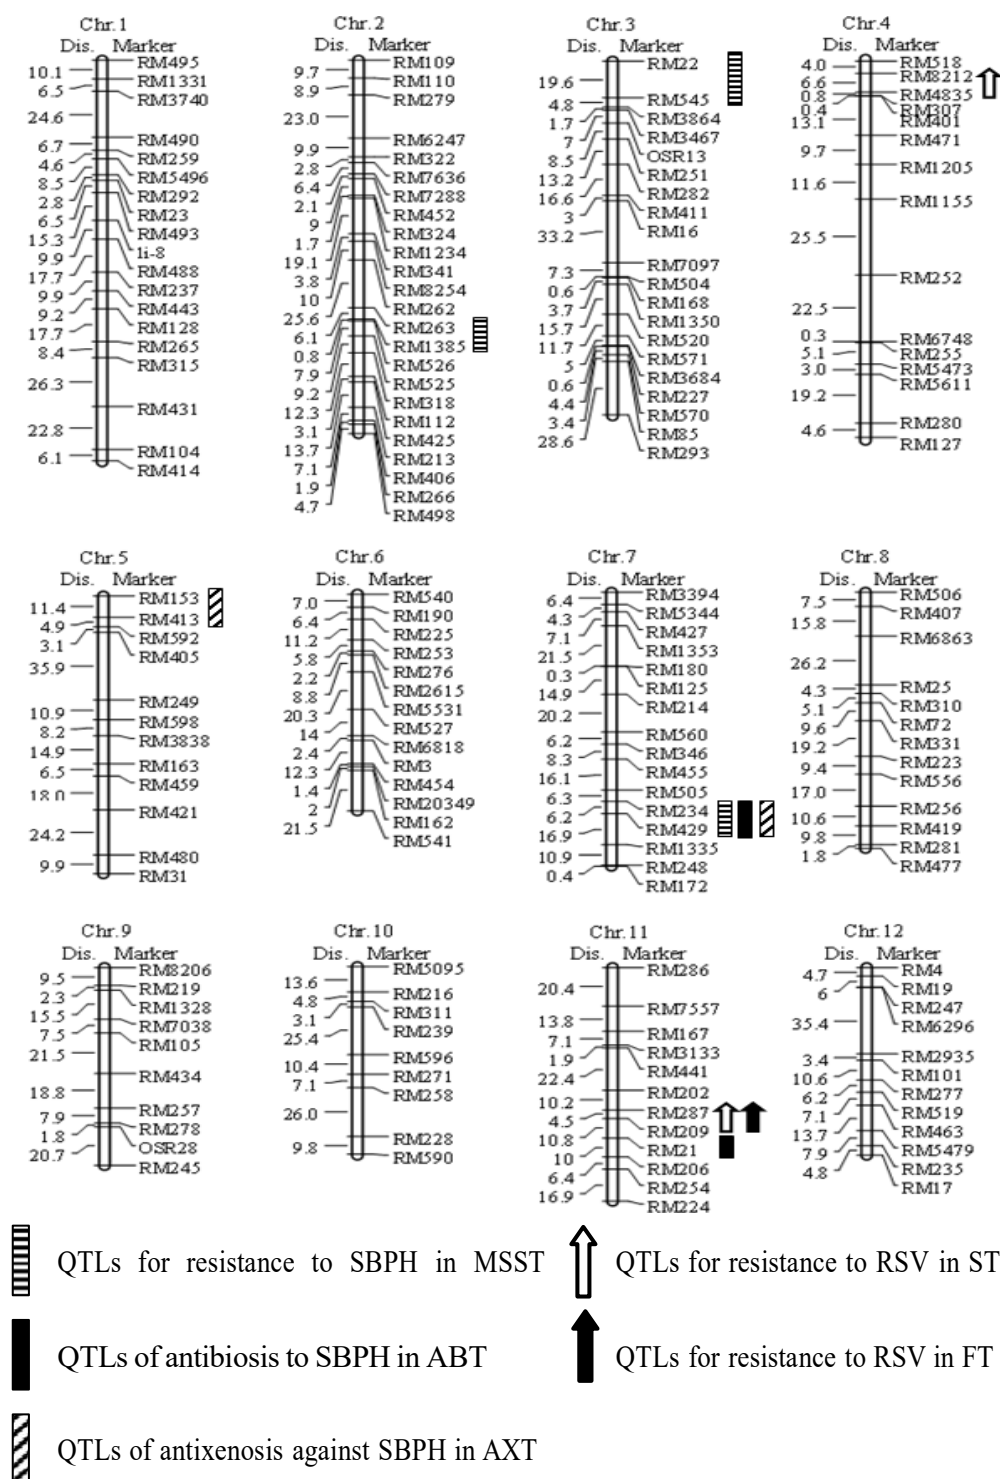 Chr.1
Dis. Marker
10.1
6.5
24.6
6.7
4.6
8.5
2.8
6.5
15.3
9.9
17.7
9.9
9.2
17.7
8.4
26.3
22.8
6.1
RM495
RM1331
RM3740
RM490
RM259
RM5496
RM292
RM23
RM493
li-8
RM488
RM237
RM443
RM128
RM265
RM315
RM431
RM104
RM414
Chr.2
Dis. Marker
9.7
8.9
23.0
9.9
2.8
6.4
2.1
9
1.7
19.1
3.8
10
25.6
6.1
0.8
7.9
9.2
12.3
3.1
13.7
7.1
1.9
4.7
RM109
RM110
RM279
RM6247
RM322
RM7636
RM7288
RM452
RM324
RM1234
RM341
RM8254
RM262
RM263
RM1385
RM526
RM525
RM318
RM112
RM425
RM213
RM406
RM266
RM498
Chr.3
Dis. Marker
19.6
4.8
1.7
7
8.5
13.2
16.6
3
33.2
7.3
0.6
3.7
15.7
11.7
5
0.6
4.4
3.4
28.6
RM22
RM545
RM3864
RM3467
OSR13
RM251
RM282
RM411
RM16
RM7097
RM504
RM168
RM1350
RM520
RM571
RM3684
RM227
RM570
RM85
RM293
Chr.4
Dis. Marker
4.0
6.6
0.8
0.4
13.1
9.7
11.6
25.5
22.5
0.3
5.1
3.0
19.2
4.6
RM518
RM8212
RM4835
RM307
RM401
RM471
RM1205
RM1155
RM252
RM6748
RM255
RM5473
RM5611
RM280
RM127
Chr.5
Dis. Marker
11.4
4.9
3.1
35.9
10.9
8.2
14.9
6.5
18.0
24.2
9.9
RM153
RM413
RM592
RM405
RM249
RM598
RM3838
RM163
RM459
RM421
RM480
RM31
Chr.6
Dis. Marker
7.0
6.4
11.2
5.8
2.2
8.8
20.3
14
2.4
12.3
1.4
2
21.5
RM540
RM190
RM225
RM253
RM276
RM2615
RM5531
RM527
RM6818
RM3
RM454
RM20349
RM162
RM541
Chr.7
Dis. Marker
6.4
4.3
7.1
21.5
0.3
14.9
20.2
6.2
8.3
16.1
6.3
6.2
16.9
10.9
0.4
RM3394
RM5344
RM427
RM1353
RM180
RM125
RM214
RM560
RM346
RM455
RM505
RM234
RM429
RM1335
RM248
RM172
Chr.8
Dis. Marker
7.5
15.8
26.2
4.3
5.1
9.6
19.2
9.4
17.0
10.6
9.8
1.8
RM506
RM407
RM6863
RM25
RM310
RM72
RM331
RM223
RM556
RM256
RM419
RM281
RM477
Chr.9
Dis. Marker
9.5
2.3
15.5
7.5
21.5
18.8
7.9
1.8
20.7
RM8206
RM219
RM1328
RM7038
RM105
RM434
RM257
RM278
OSR28
RM245
Chr.10
Dis. Marker
13.6
4.8
3.1
25.4
10.4
7.1
26.0
9.8
RM5095
RM216
RM311
RM239
RM596
RM271
RM258
RM228
RM590
Chr.11
Dis. Marker
20.4
13.8
7.1
1.9
22.4
10.2
4.5
10.8
10
6.4
16.9
RM286
RM7557
RM167
RM3133
RM441
RM202
RM287
RM209
RM21
RM206
RM254
RM224
Chr.12
Dis. Marker
4.7
6
35.4
3.4
10.6
6.2
7.1
13.7
7.9
4.8
RM4
RM19
RM247
RM6296
RM2935
RM101
RM277
RM519
RM463
RM5479
RM235
RM17
QTLs for resistance to SBPH in MSST
QTLs for resistance to RSV in ST
QTLs of antibiosis to SBPH in ABT
QTLs for resistance to RSV in FT
QTLs of antixenosis against SBPH in AXT